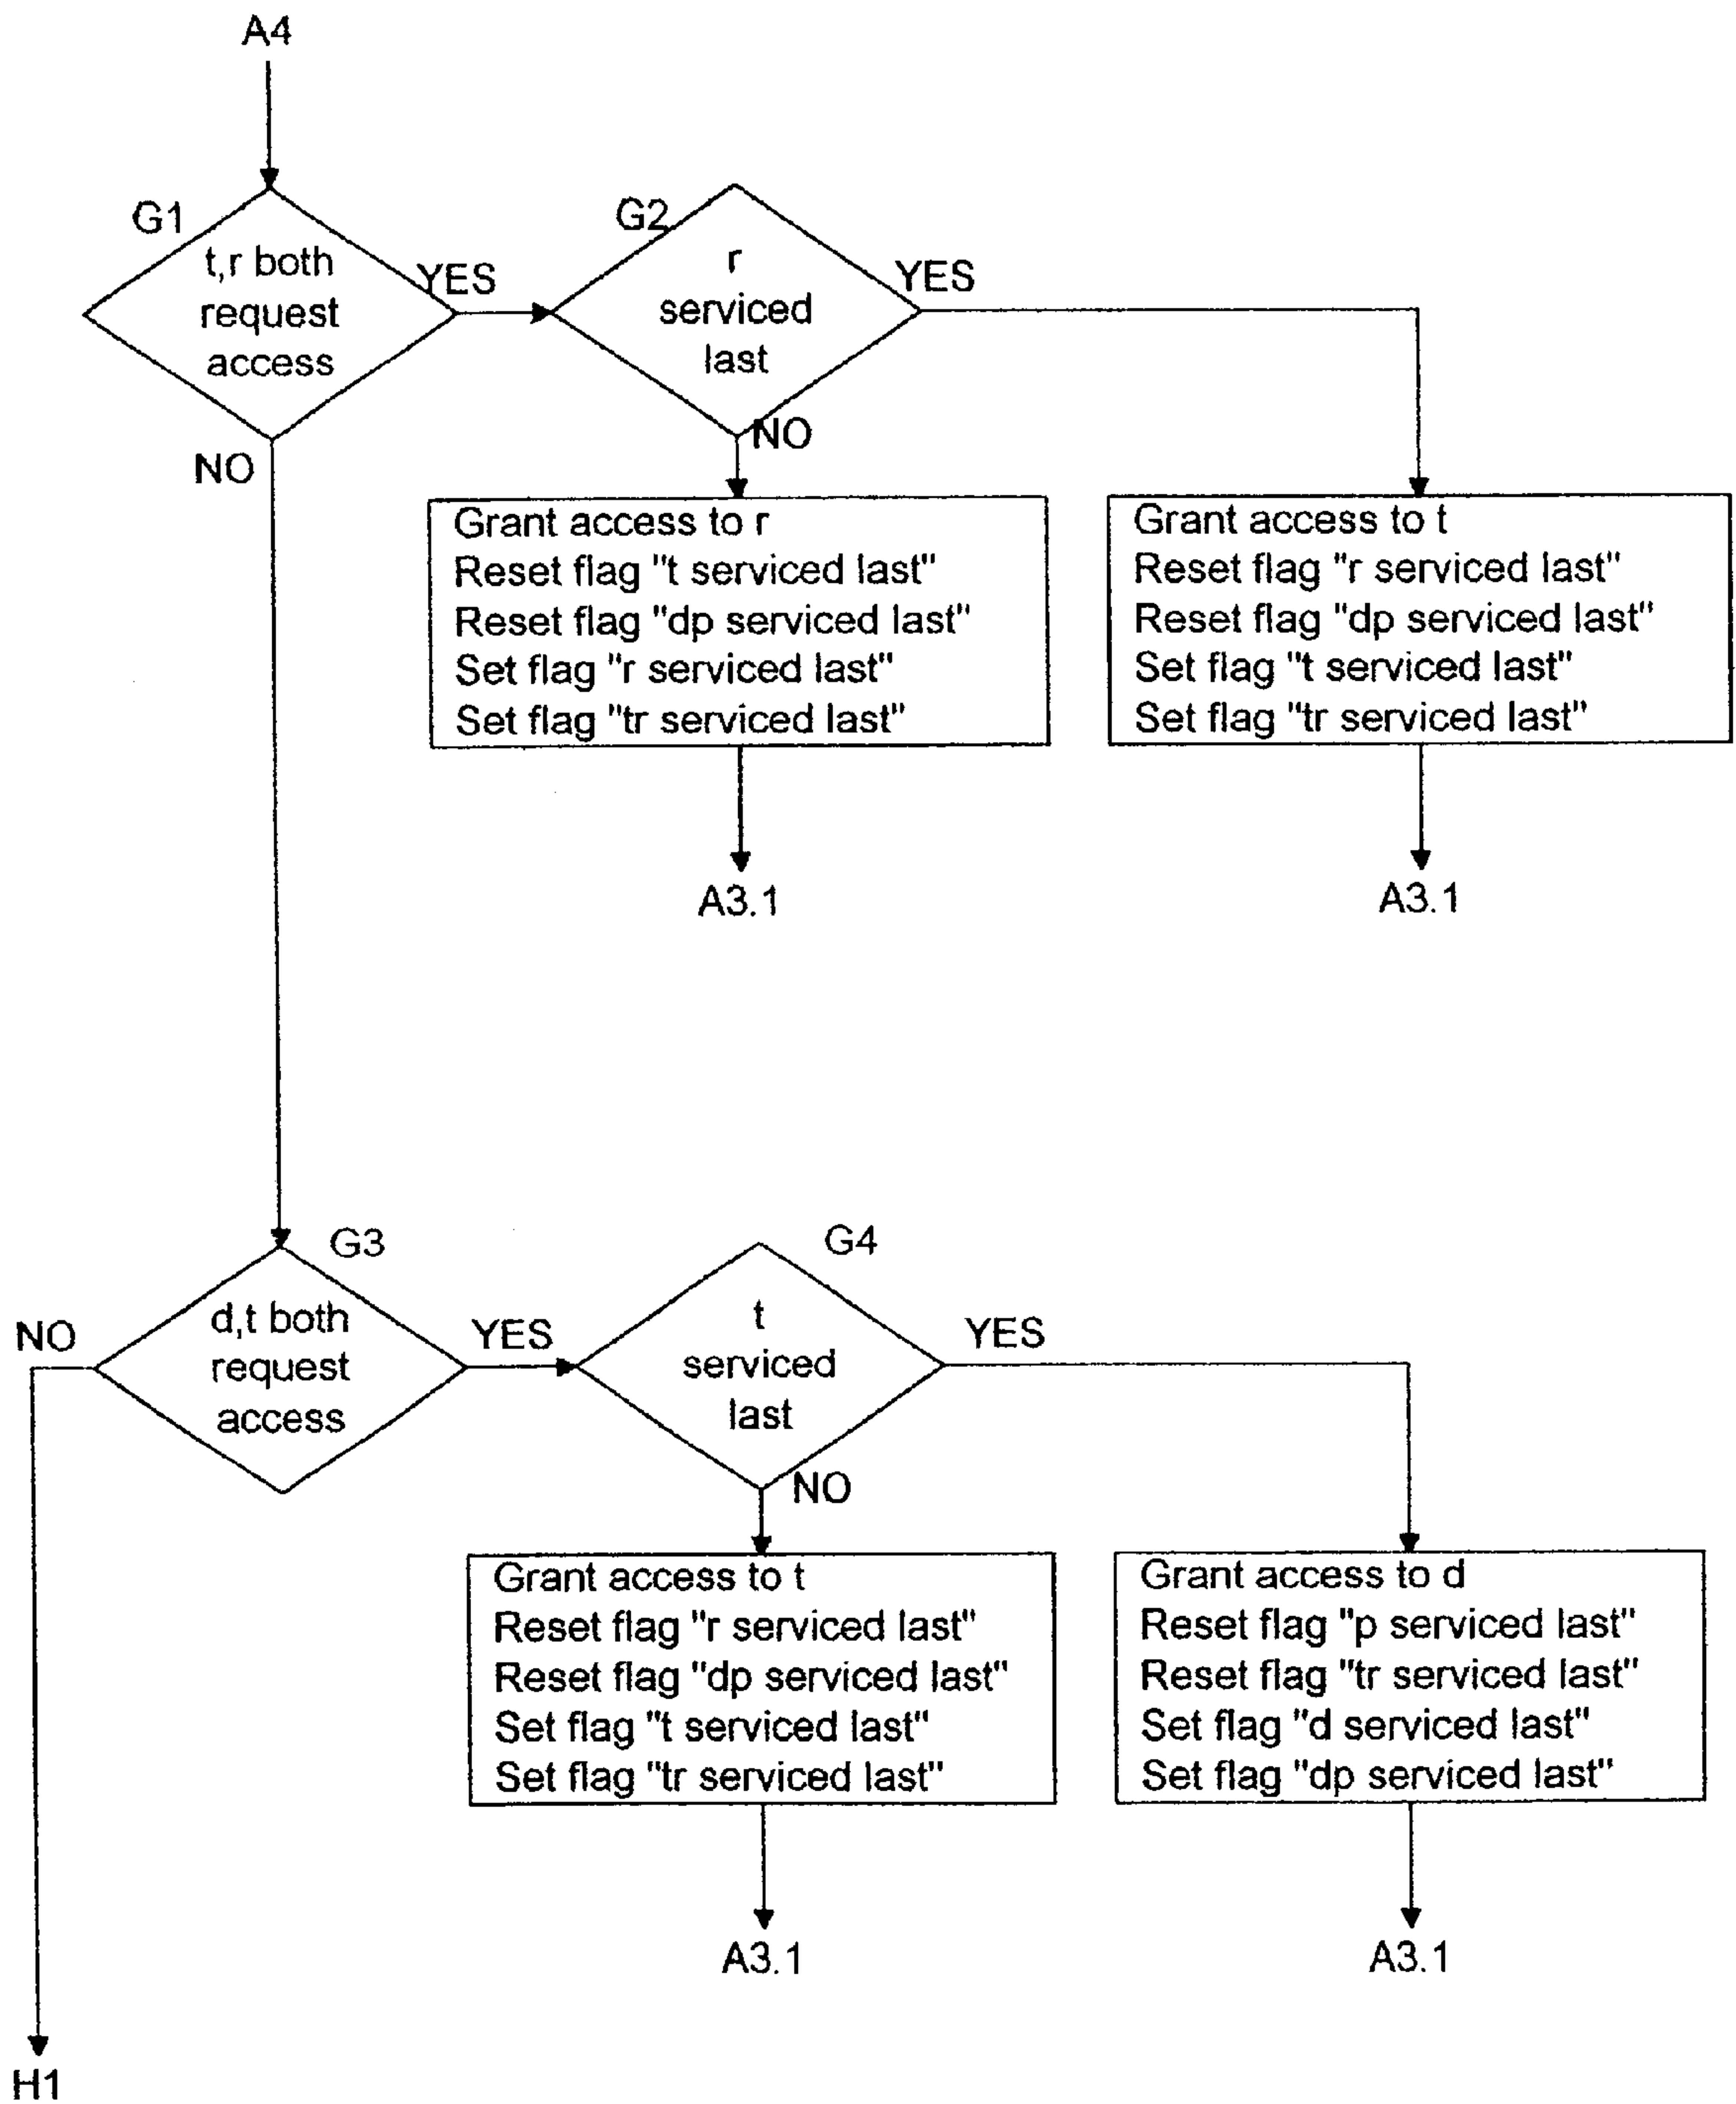 A4
G1
t,r both
request
access
YES
NO
G2
r
serviced
last
YES
NO
Grant access to r
Reset flag "t serviced last"
Reset flag "dp serviced last"
Set flag "r serviced last"
Set flag "tr serviced last"
A3.1
Grant access to t
Reset flag "r serviced last"
Reset flag "dp serviced last"
Set flag "t serviced last"
Set flag "tr serviced last"
A3.1
G3
d,t both
request
access
NO
YES
G4
t
serviced
last
YES
NO
Grant access to t
Reset flag "r serviced last"
Reset flag "dp serviced last"
Set flag "t serviced last"
Set flag "tr serviced last"
A3.1
Grant access to d
Reset flag "p serviced last"
Reset flag "tr serviced last"
Set flag "d serviced last"
Set flag "dp serviced last"
A3.1
H1